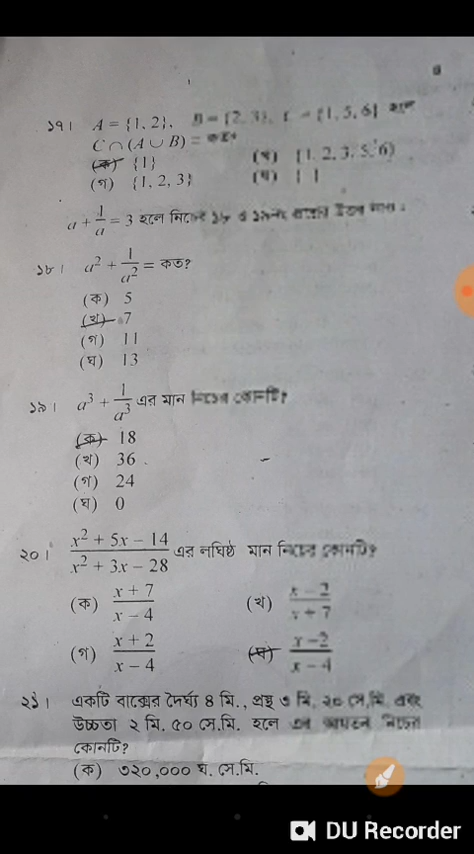 ১৭। A = {1, 2}, B = {2, 3}, C = {1, 5, 6} হলে
C ∩ (A ∪ B) = কত?
(ক) {1}
(খ) {1, 2, 3, 5, 6}
(গ) {1, 2, 3}
(ঘ) { }
a + 1/a = 3 হলে নিচের ১৮ ও ১৯নং প্রশ্নের উত্তর দাও :
১৮। a² + 1/a² = কত?
(ক) 5
(খ) 7
(গ) 11
(ঘ) 13
১৯। a³ + 1/a³ এর মান নিচের কোনটি?
(ক) 18
(খ) 36
(গ) 24
(ঘ) 0
২০। (x² + 5x − 14)/(x² + 3x − 28) এর লঘিষ্ঠ মান নিচের কোনটি?
(ক) (x + 7)/(x − 4)
(খ) (x − 2)/(x + 7)
(গ) (x + 2)/(x − 4)
(ঘ) (x − 2)/(x − 4)
২১। একটি বাক্সের দৈর্ঘ্য ৪ মি., প্রস্থ ৩ মি. ২০ সে.মি. এবং
উচ্চতা ২ মি. ৫০ সে.মি. হলে এর আয়তন নিচের
কোনটি?
(ক) ৩২০,০০০ ঘ. সে.মি.
DU Recorder